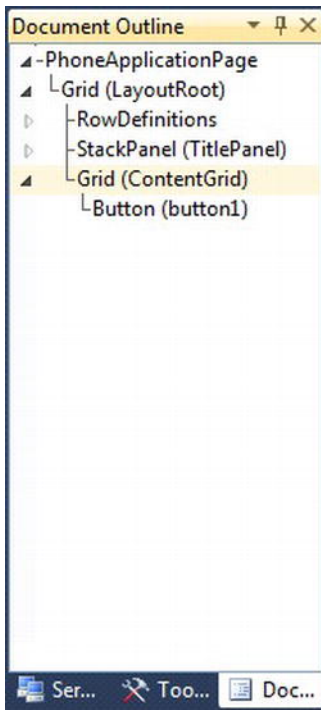 Document Outline
PhoneApplicationPage
Grid (LayoutRoot)
RowDefinitions
StackPanel (TitlePanel)
Grid (ContentGrid)
Button (button1)
Ser... Too... Doc...